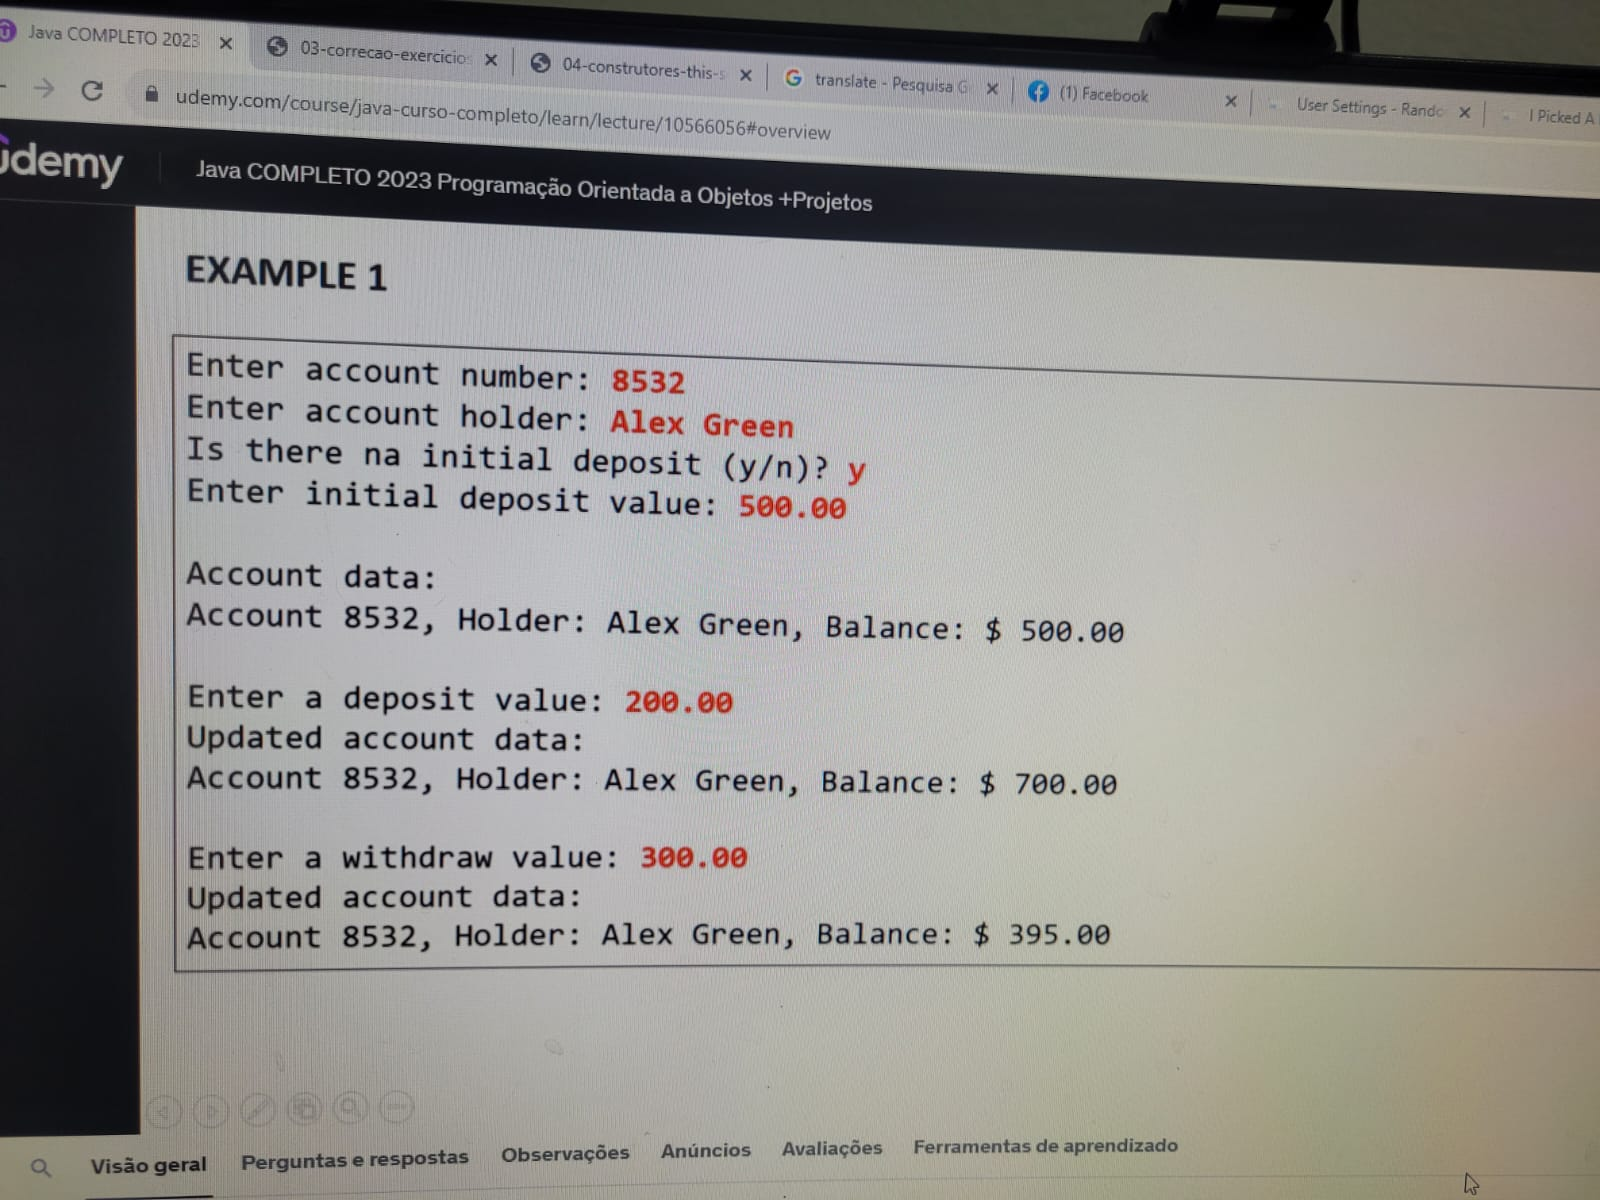 Java COMPLETO 2023
03-correcao-exercicio
04-construtores-this-s
translate - Pesquisa G
(1) Facebook
User Settings - Rando
I Picked A
udemy.com/course/java-curso-completo/learn/lecture/10566056#overview
udemy
Java COMPLETO 2023 Programação Orientada a Objetos +Projetos
EXAMPLE 1
Enter account number: 8532
Enter account holder: Alex Green
Is there na initial deposit (y/n)? y
Enter initial deposit value: 500.00
Account data:
Account 8532, Holder: Alex Green, Balance: $ 500.00
Enter a deposit value: 200.00
Updated account data:
Account 8532, Holder: Alex Green, Balance: $ 700.00
Enter a withdraw value: 300.00
Updated account data:
Account 8532, Holder: Alex Green, Balance: $ 395.00
Visão geral
Perguntas e respostas
Observações
Anúncios
Avaliações
Ferramentas de aprendizado